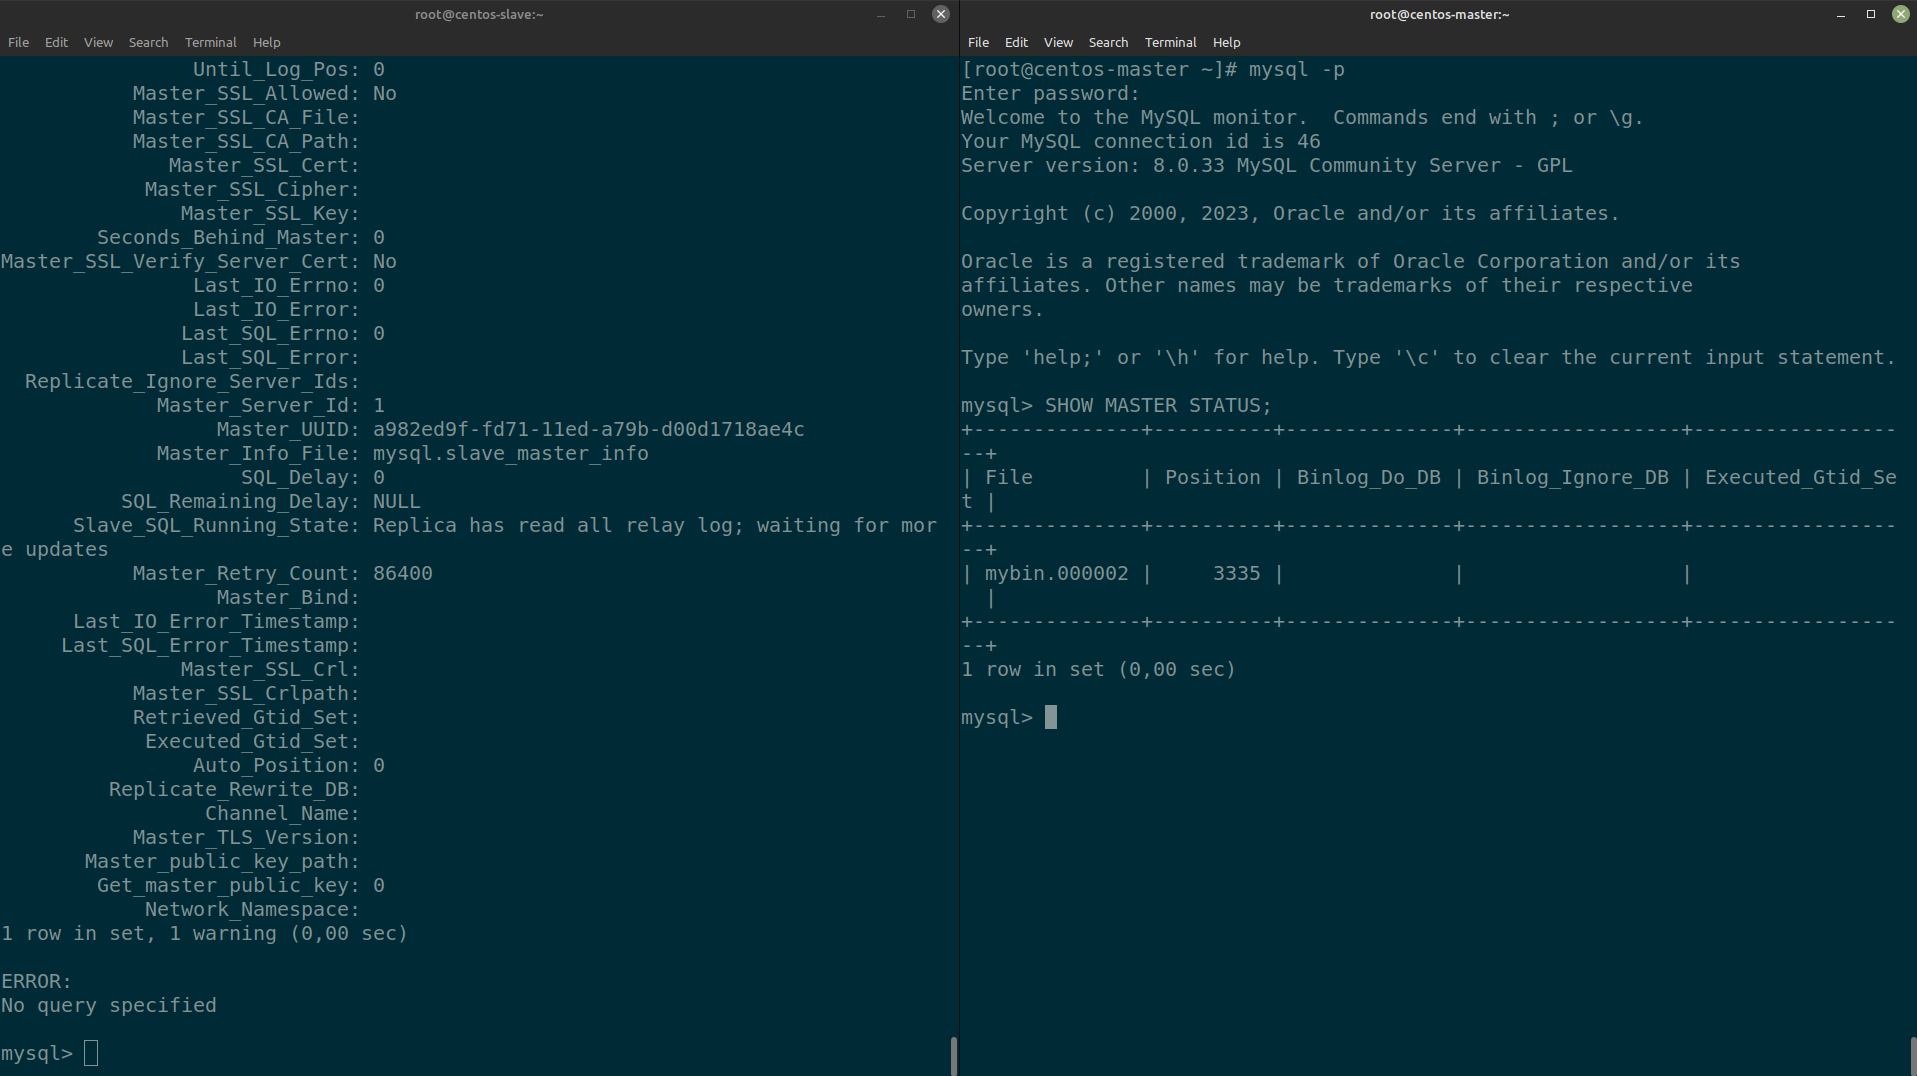 root@centos-slave:~
File Edit View Search Terminal Help
Until_Log_Pos: 0
Master_SSL_Allowed: No
Master_SSL_CA_File:
Master_SSL_CA_Path:
Master_SSL_Cert:
Master_SSL_Cipher:
Master_SSL_Key:
Seconds_Behind_Master: 0
Master_SSL_Verify_Server_Cert: No
Last_IO_Errno: 0
Last_IO_Error:
Last_SQL_Errno: 0
Last_SQL_Error:
Replicate_Ignore_Server_Ids:
Master_Server_Id: 1
Master_UUID: a982ed9f-fd71-11ed-a79b-d00d1718ae4c
Master_Info_File: mysql.slave_master_info
SQL_Delay: 0
SQL_Remaining_Delay: NULL
Slave_SQL_Running_State: Replica has read all relay log; waiting for mor
e updates
Master_Retry_Count: 86400
Master_Bind:
Last_IO_Error_Timestamp:
Last_SQL_Error_Timestamp:
Master_SSL_Crl:
Master_SSL_Crlpath:
Retrieved_Gtid_Set:
Executed_Gtid_Set:
Auto_Position: 0
Replicate_Rewrite_DB:
Channel_Name:
Master_TLS_Version:
Master_public_key_path:
Get_master_public_key: 0
Network_Namespace:
1 row in set, 1 warning (0,00 sec)
ERROR:
No query specified
mysql>
root@centos-master:~
File Edit View Search Terminal Help
[root@centos-master ~]# mysql -p
Enter password:
Welcome to the MySQL monitor.  Commands end with ; or \g.
Your MySQL connection id is 46
Server version: 8.0.33 MySQL Community Server - GPL
Copyright (c) 2000, 2023, Oracle and/or its affiliates.
Oracle is a registered trademark of Oracle Corporation and/or its
affiliates. Other names may be trademarks of their respective
owners.
Type 'help;' or '\h' for help. Type '\c' to clear the current input statement.
mysql> SHOW MASTER STATUS;
+--------------+----------+--------------+------------------+-----------------
--+
| File         | Position | Binlog_Do_DB | Binlog_Ignore_DB | Executed_Gtid_Se
t |
+--------------+----------+--------------+------------------+-----------------
--+
| mybin.000002 |     3335 |              |                  |
  |
+--------------+----------+--------------+------------------+-----------------
--+
1 row in set (0,00 sec)
mysql>